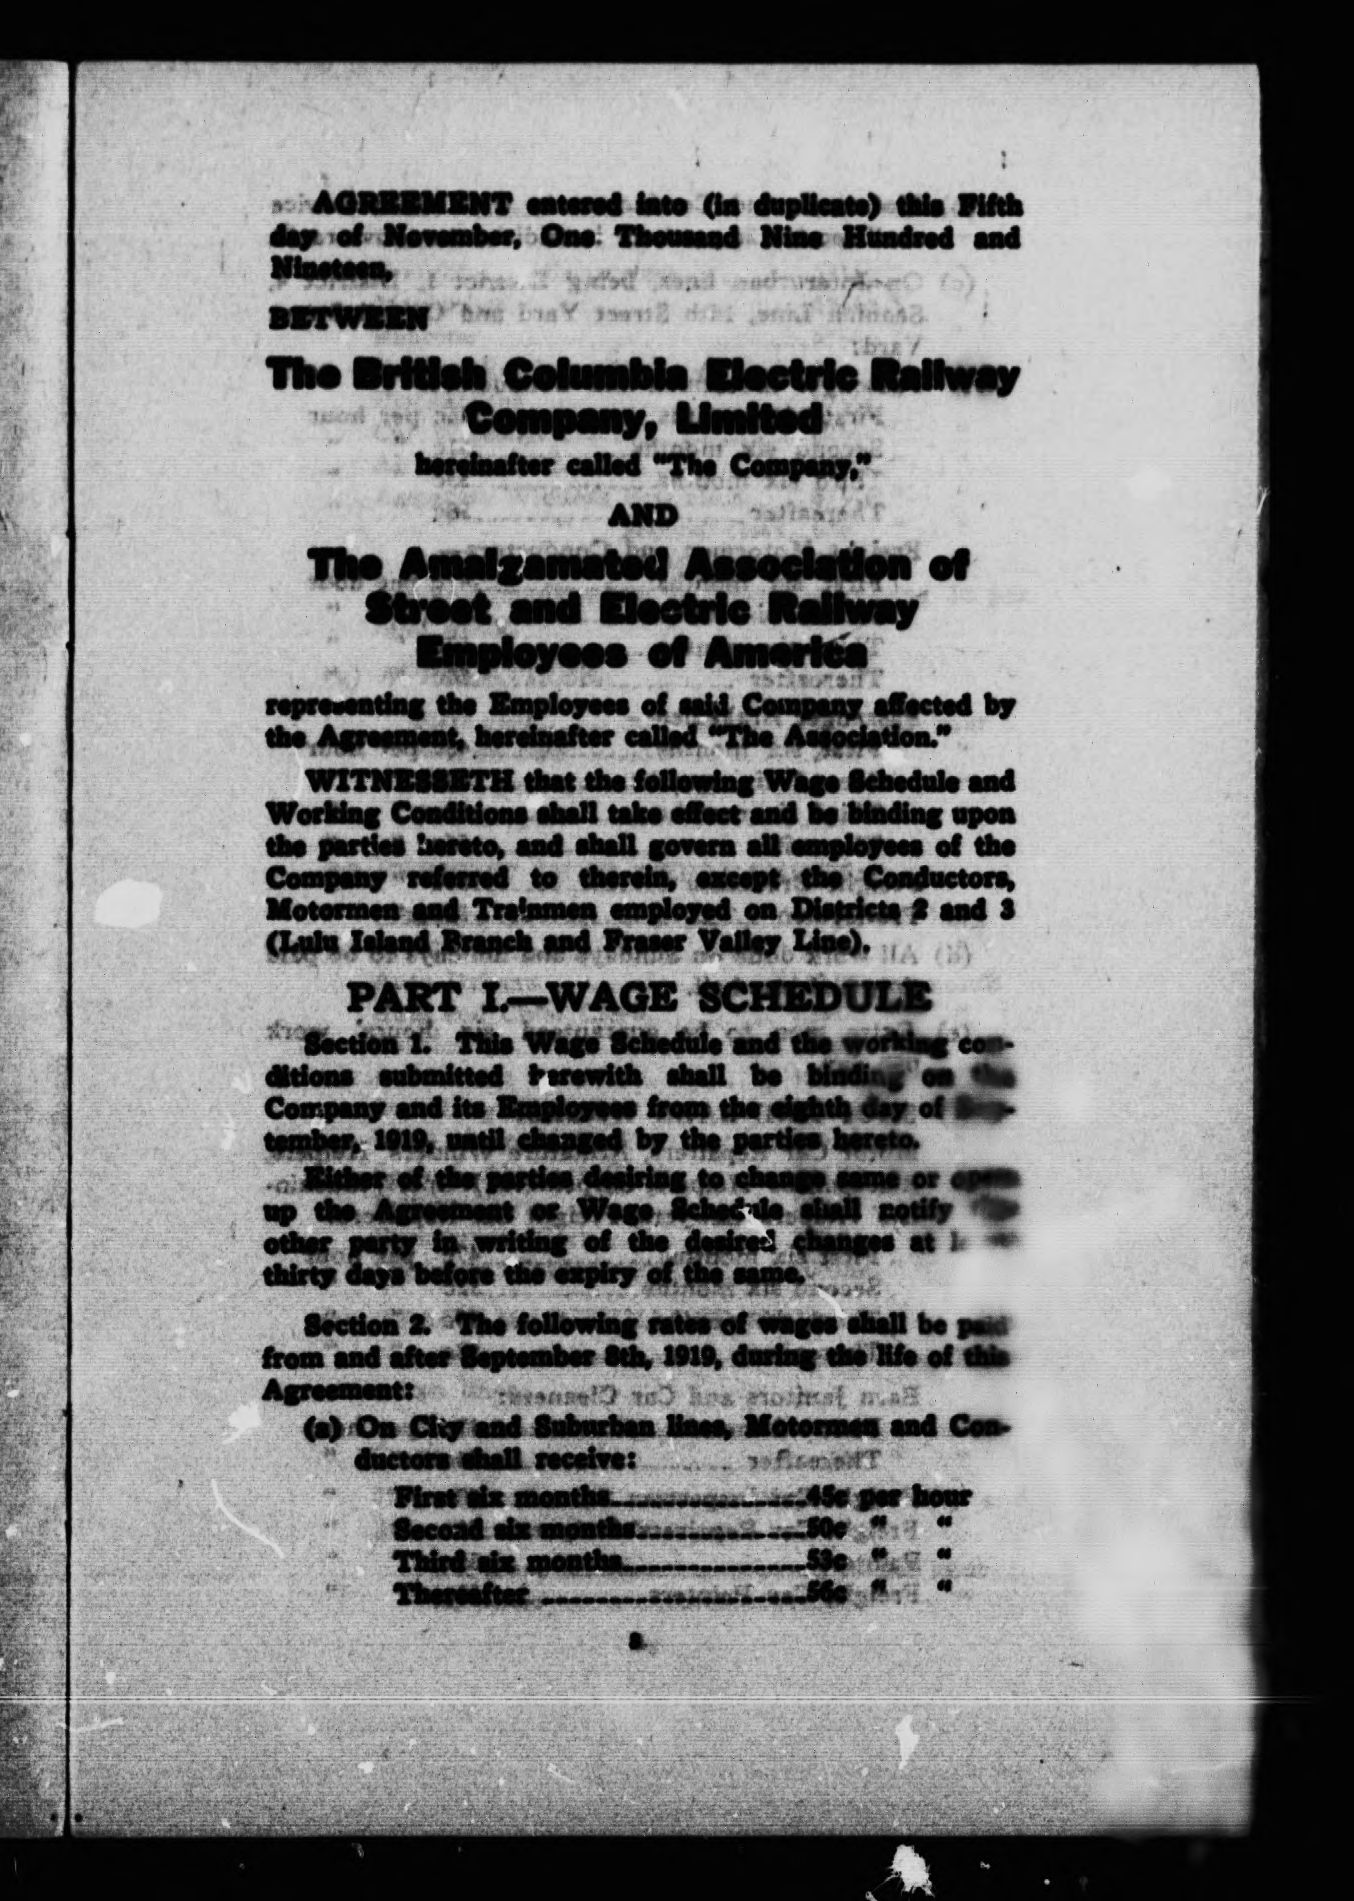 AGREEMENT entered into (in duplicate) this Fifth
day of November, One Thousand Nine Hundred and
Nineteen,
BETWEEN
The British Columbia Electric Railway
Company, Limited
hereinafter called "The Company,"
AND
The Amalgamated Association of
Street and Electric Railway
Employees of America
representing the Employees of said Company affected by
the Agreement, hereinafter called "The Association."
WITNESSETH that the following Wage Schedule and
Working Conditions shall take effect and be binding upon
the parties hereto, and shall govern all employees of the
Company referred to therein, except the Conductors,
Motormen and Trainmen employed on Districts 2 and 3
(Lulu Island Branch and Fraser Valley Line).
PART I.—WAGE SCHEDULE
Section 1. This Wage Schedule and the working con-
ditions submitted herewith shall be binding on the
Company and its Employees from the eighth day of Sep-
tember, 1919, until changed by the parties hereto.
Either of the parties desiring to change same or open
up the Agreement or Wage Schedule shall notify the
other party in writing of the desired changes at
thirty days before the expiry of the same.
Section 2. The following rates of wages shall be paid
from and after September 8th, 1919, during the life of this
Agreement:
(a) On City and Suburban lines, Motormen and Con-
ductors shall receive:
First six months....................45c per hour
Second six months....................50c " "
Third six months....................53c " "
Thereafter ....................56c " "